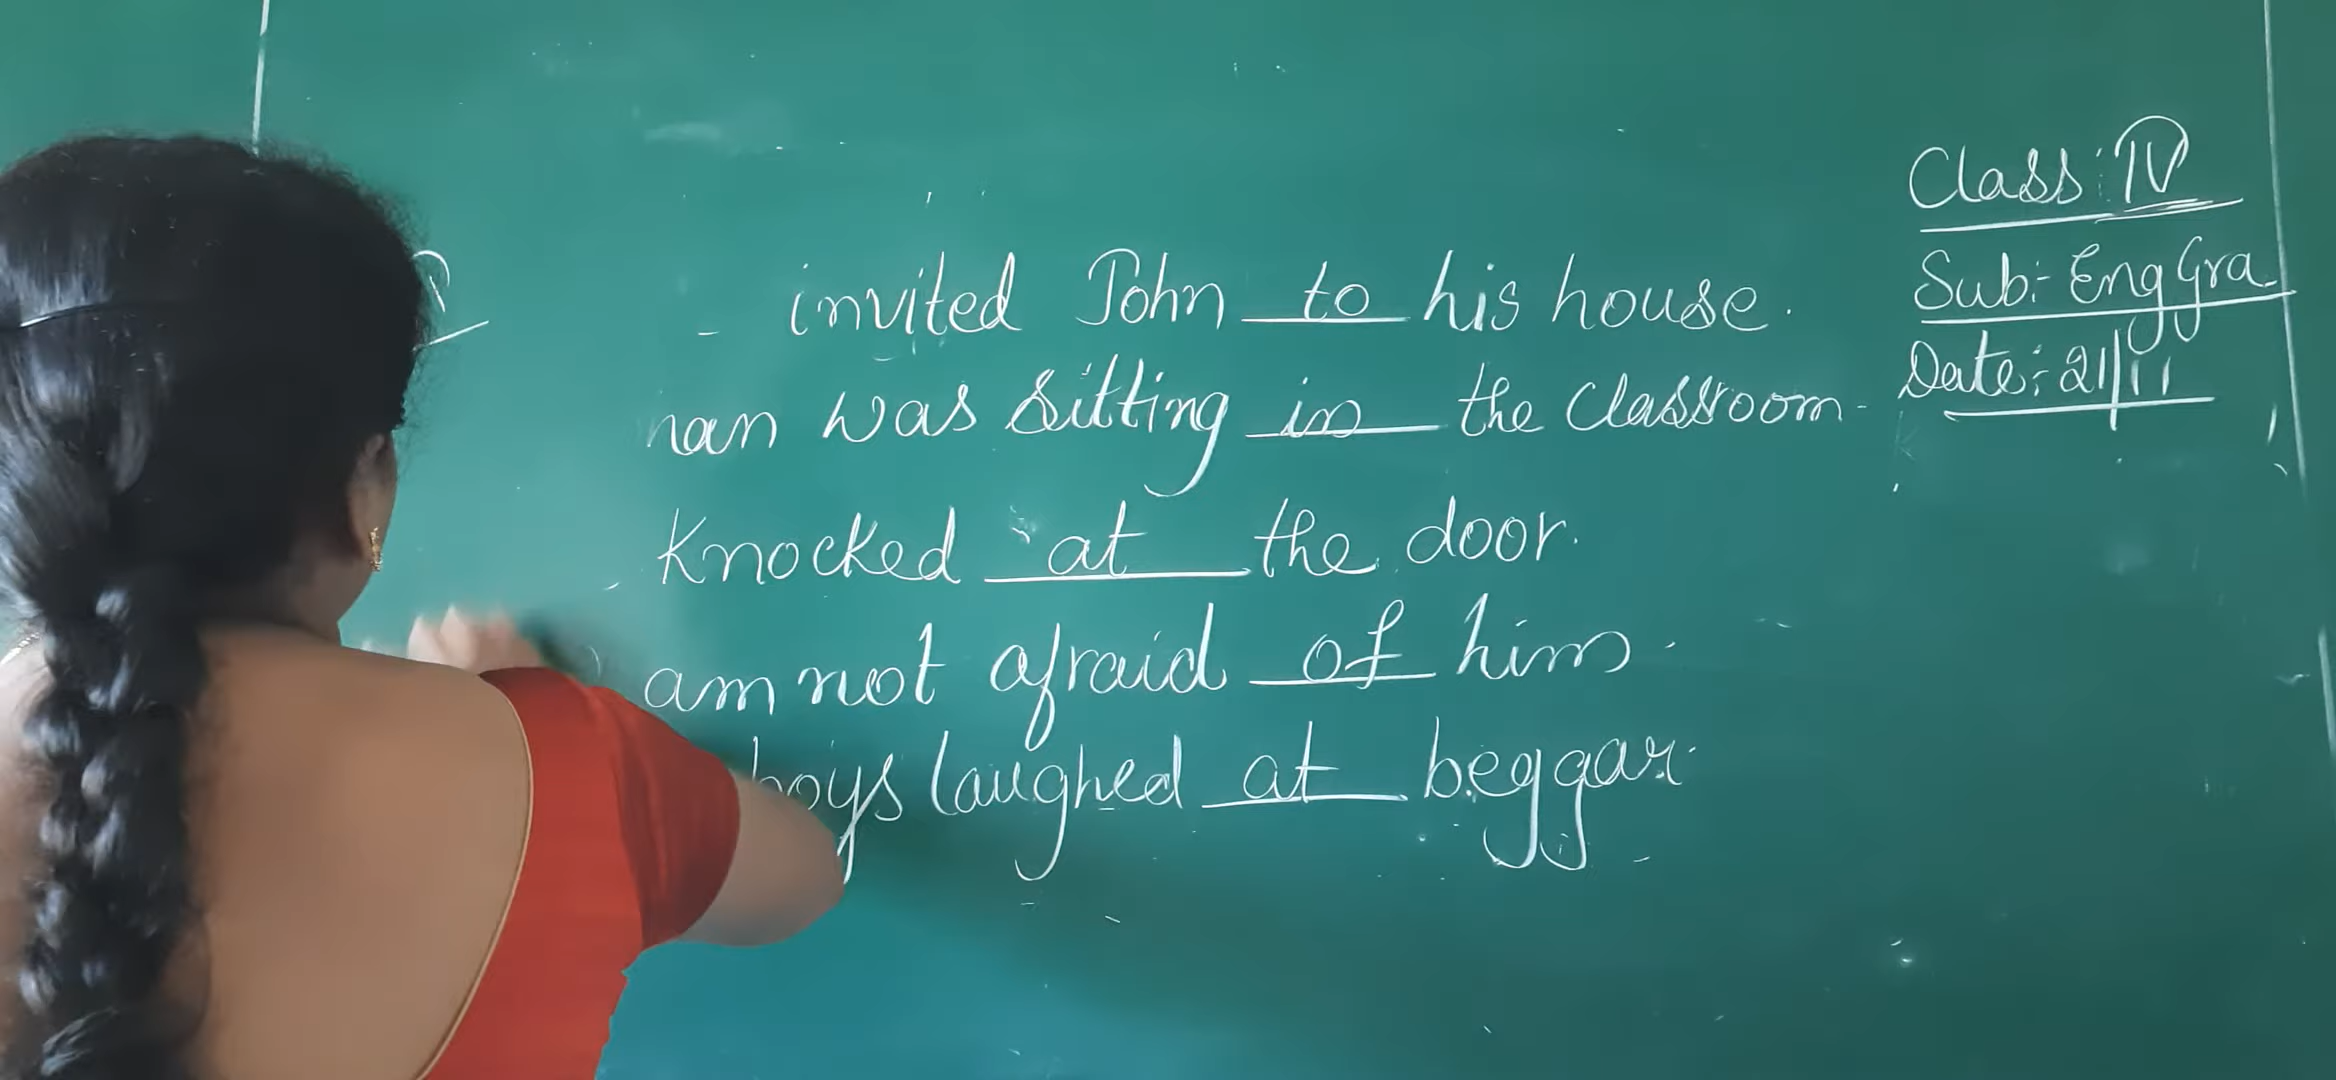 invited John to his house.
was sitting in the classroom
Knocked at the door.
am not afraid of him.
boys laughed at beggar.
Class: IV
Sub:- Eng Gra
Date:- 21/11